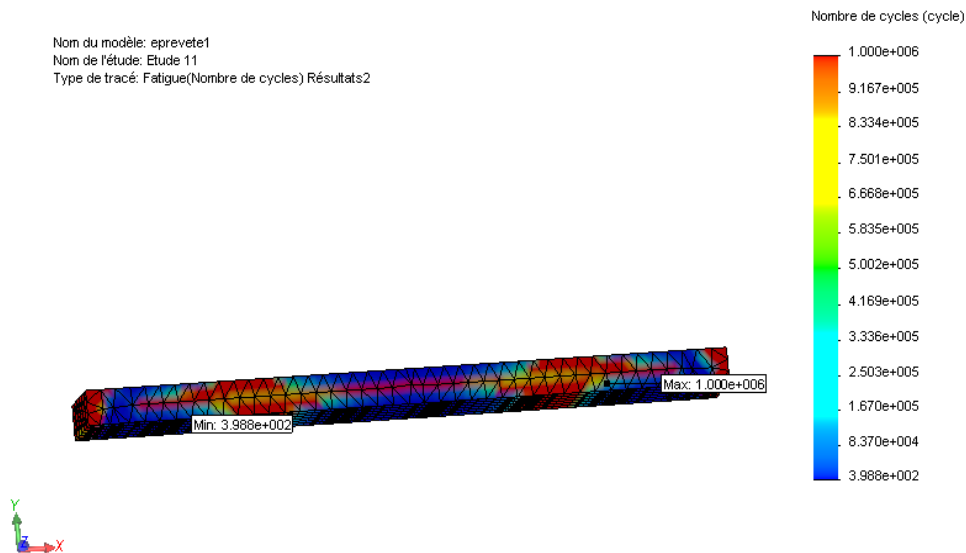 Nombre de cycles (cycle)
Nom du modèle: eprevete1
Nom de l'étude: Etude 11
Type de tracé: Fatigue(Nombre de cycles) Résultats2
1.000e+006
9.167e+005
8.334e+005
7.501e+005
6.668e+005
5.835e+005
5.002e+005
4.169e+005
3.336e+005
2.503e+005
1.670e+005
8.370e+004
3.988e+002
Max: 1.000e+006
Min: 3.988e+002
Y
Z
X